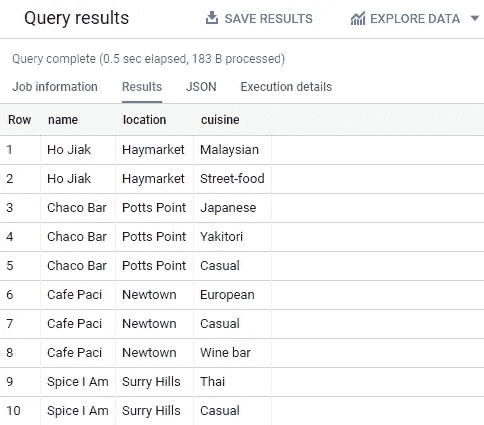 Query results SAVE RESULTS EXPLORE DATA
Query complete (0.5 sec elapsed, 183 B processed)
Job information Results JSON Execution details
Row name location cuisine
1 Ho Jiak Haymarket Malaysian
2 Ho Jiak Haymarket Street-food
3 Chaco Bar Potts Point Japanese
4 Chaco Bar Potts Point Yakitori
5 Chaco Bar Potts Point Casual
6 Cafe Paci Newtown European
7 Cafe Paci Newtown Casual
8 Cafe Paci Newtown Wine bar
9 Spice I Am Surry Hills Thai
10 Spice I Am Surry Hills Casual